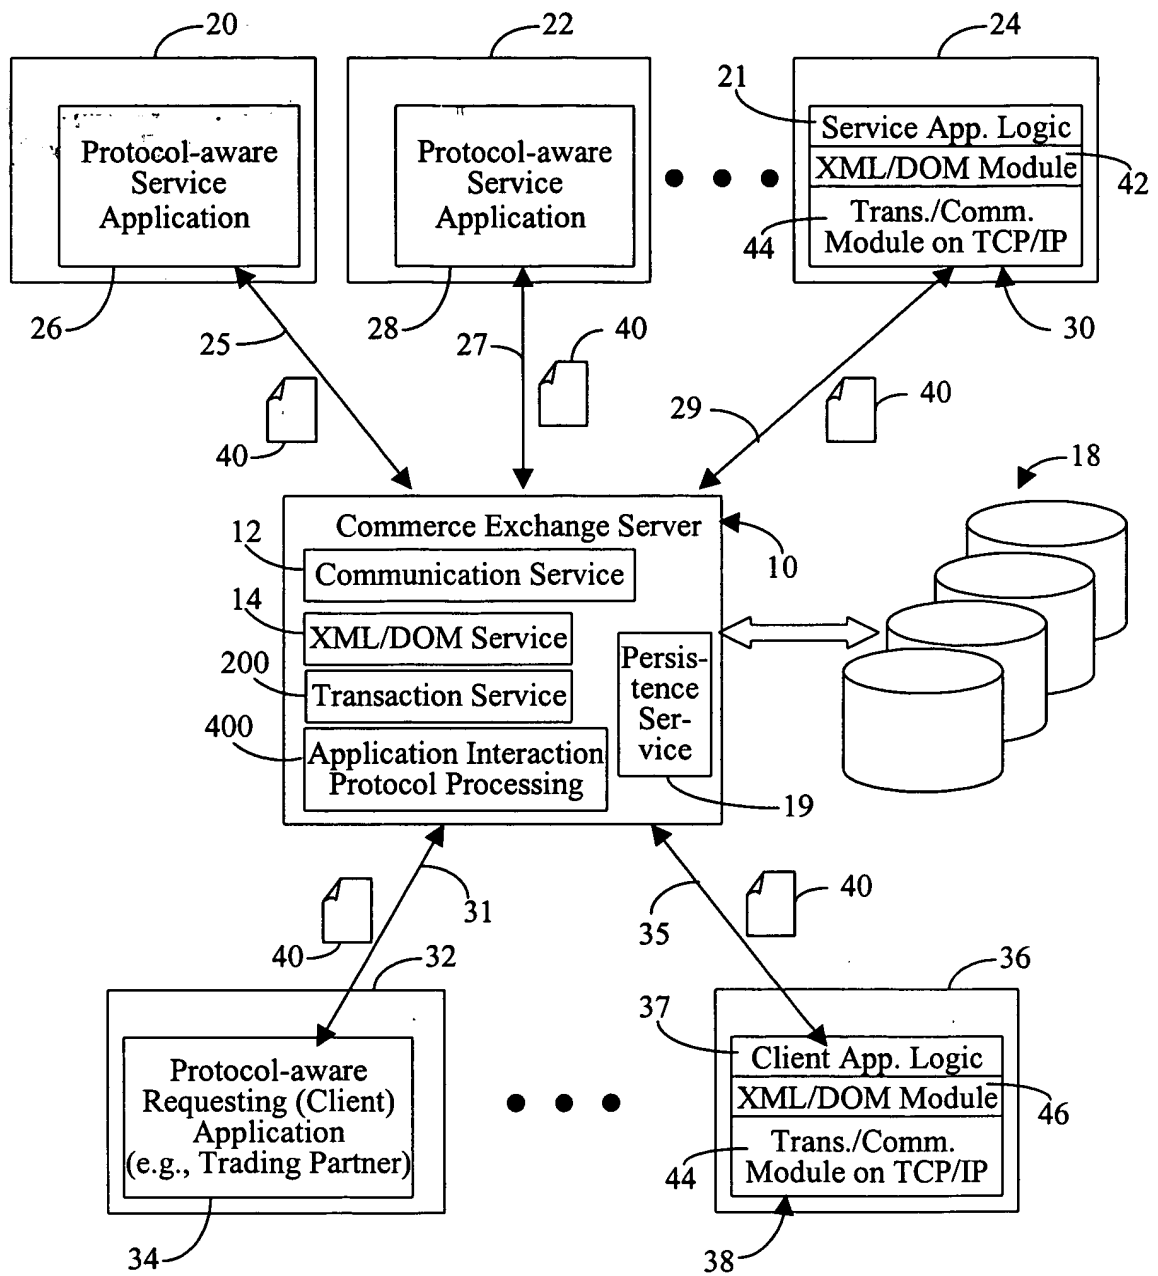 20
22
24
Protocol-aware
Service
Application
Protocol-aware
Service
Application
21
Service App. Logic
XML/DOM Module
42
44
Trans./Comm.
Module on TCP/IP
26
25
28
27
40
30
40
29
40
18
Commerce Exchange Server
12
10
Communication Service
14
XML/DOM Service
200
Transaction Service
400
Application Interaction
Protocol Processing
Persis-
tence
Ser-
vice
19
31
40
35
40
32
36
37
Protocol-aware
Requesting (Client)
Application
(e.g., Trading Partner)
Client App. Logic
XML/DOM Module
46
44
Trans./Comm.
Module on TCP/IP
34
38